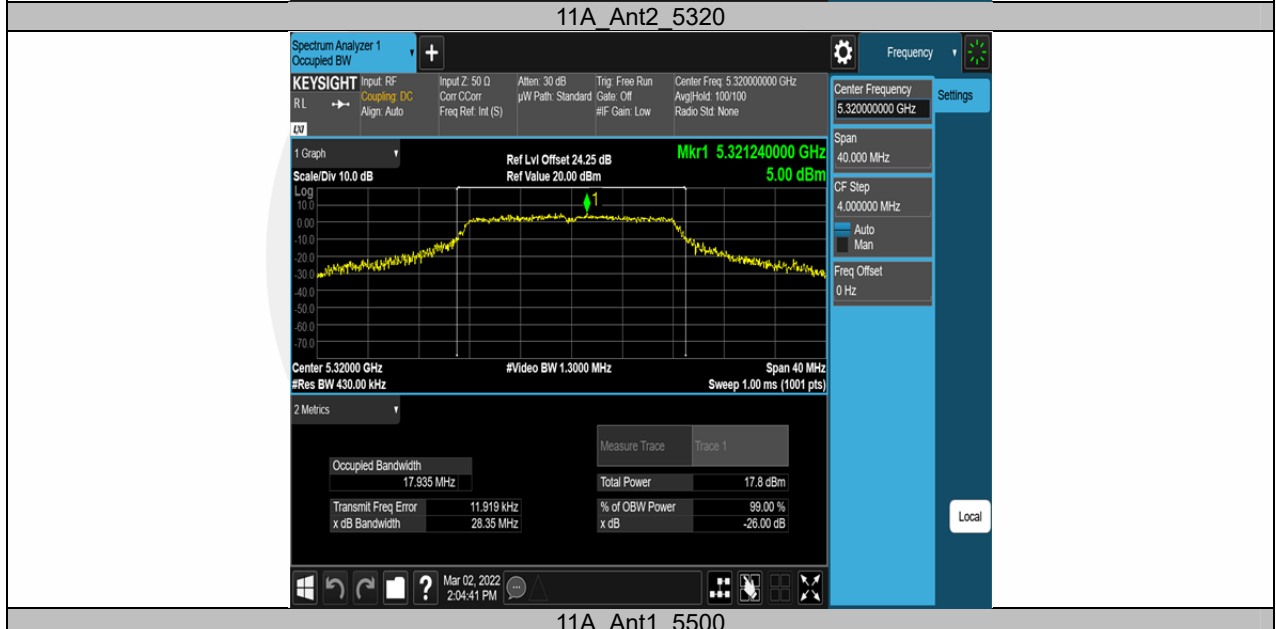 11A_Ant2_5320
Spectrum Analyzer 1
Occupied BW
Frequency
KEYSIGHT
Input: RF
Coupling: DC
Align: Auto
Input Z: 50 Ω
Corr CCorr
Freq Ref: Int (S)
Atten: 30 dB
µW Path: Standard
Trig: Free Run
Gate: Off
#IF Gain: Low
Center Freq: 5.320000000 GHz
Avg|Hold: 100/100
Radio Std: None
R L
LXI
Center Frequency
5.320000000 GHz
Settings
Span
40.000 MHz
CF Step
4.000000 MHz
Auto
Man
Freq Offset
0 Hz
1 Graph
Ref Lvl Offset 24.25 dB
Mkr1 5.321240000 GHz
Scale/Div 10.0 dB
Ref Value 20.00 dBm
5.00 dBm
Log
10.0
0.00
-10.0
-20.0
-30.0
-40.0
-50.0
-60.0
-70.0
1
Center 5.32000 GHz
#Video BW 1.3000 MHz
Span 40 MHz
#Res BW 430.00 kHz
Sweep 1.00 ms (1001 pts)
2 Metrics
Measure Trace
Trace 1
Occupied Bandwidth
17.935 MHz
Total Power
17.8 dBm
Transmit Freq Error
11.919 kHz
% of OBW Power
99.00 %
x dB Bandwidth
28.35 MHz
x dB
-26.00 dB
Local
Mar 02, 2022
2:04:41 PM
11A_Ant1_5500